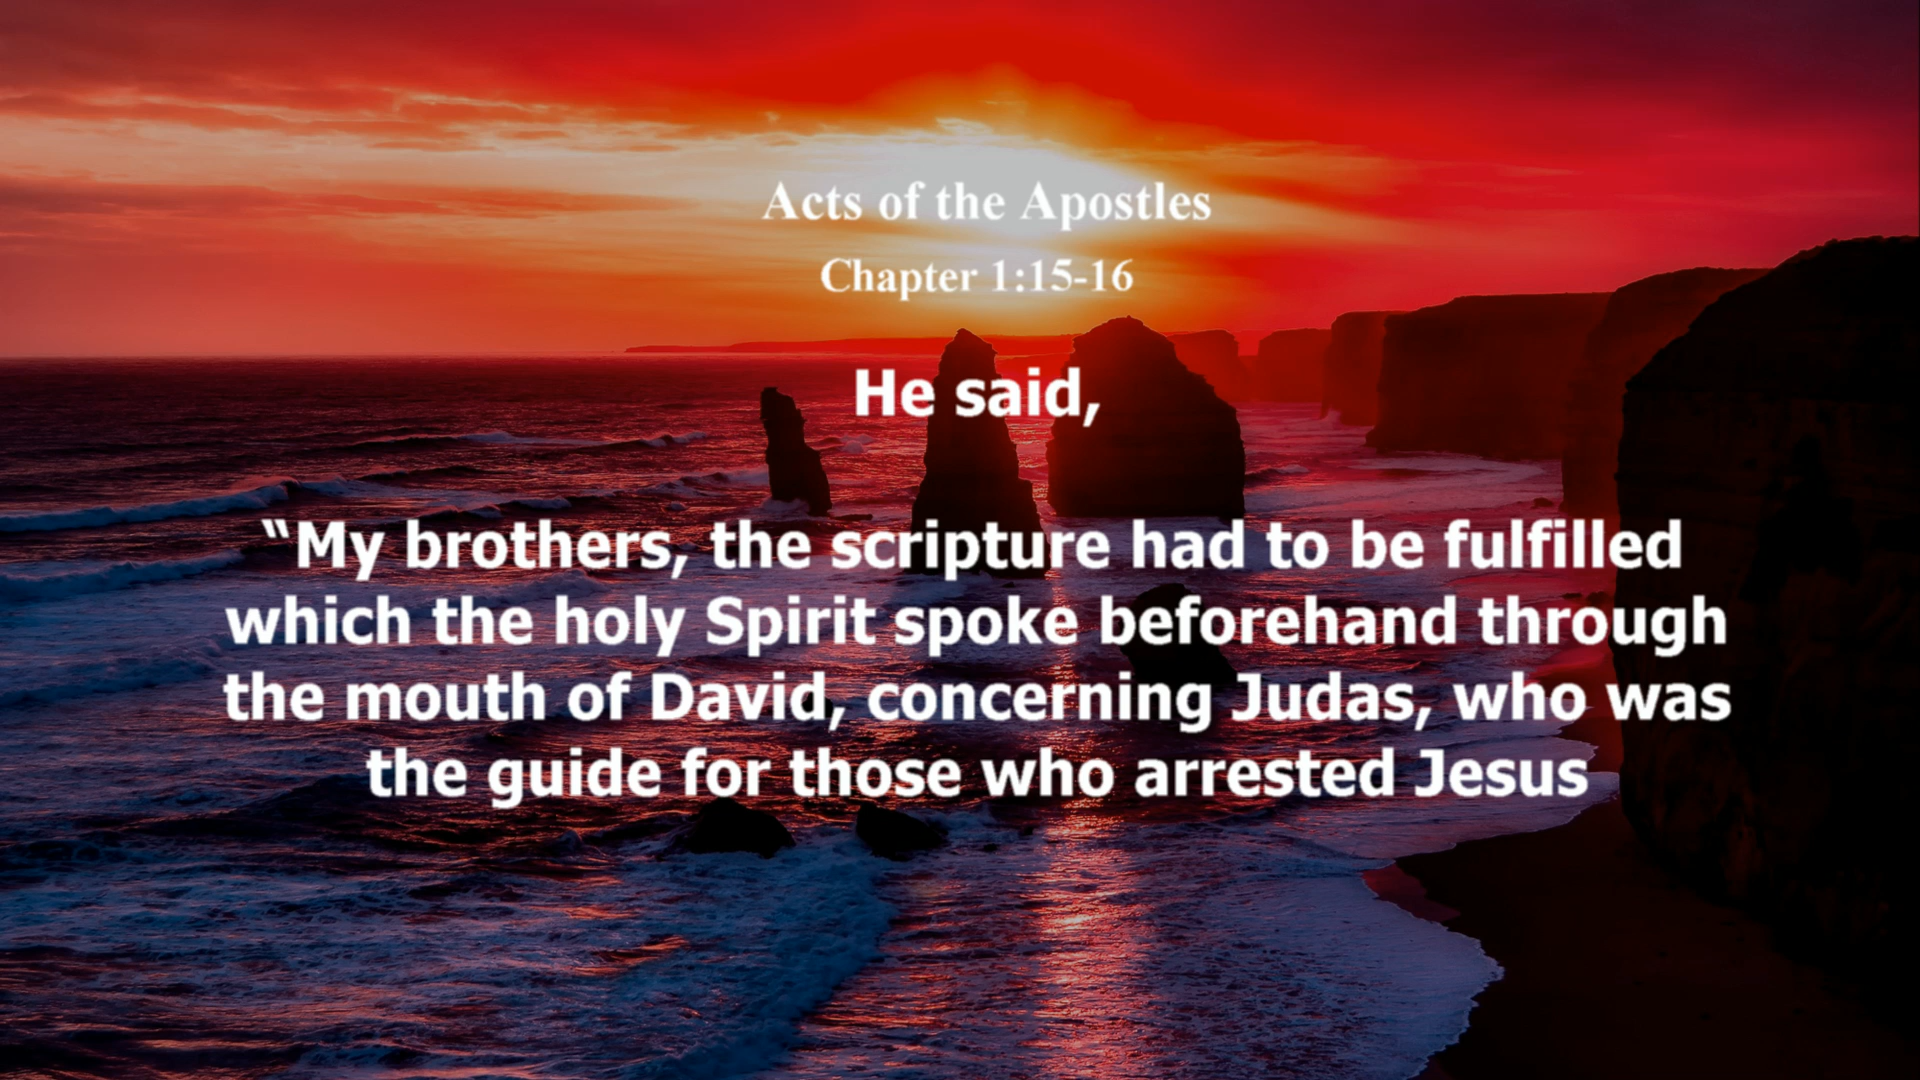 Acts of the Apostles
Chapter 1:15-16
He said,
“My brothers, the scripture had to be fulfilled
which the holy Spirit spoke beforehand through
the mouth of David, concerning Judas, who was
the guide for those who arrested Jesus